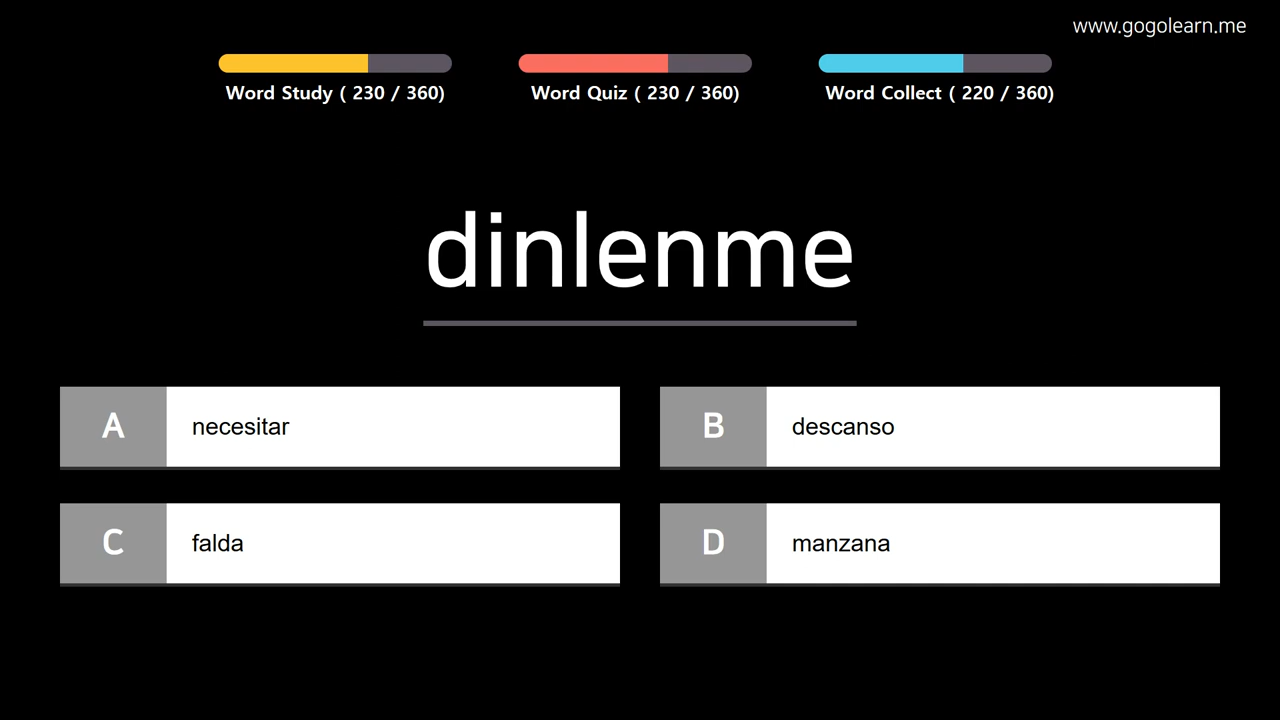 www.gogolearn.me
Word Study ( 230 / 360)
Word Quiz ( 230 / 360)
Word Collect ( 220 / 360)
dinlenme
A necesitar
B descanso
C falda
D manzana